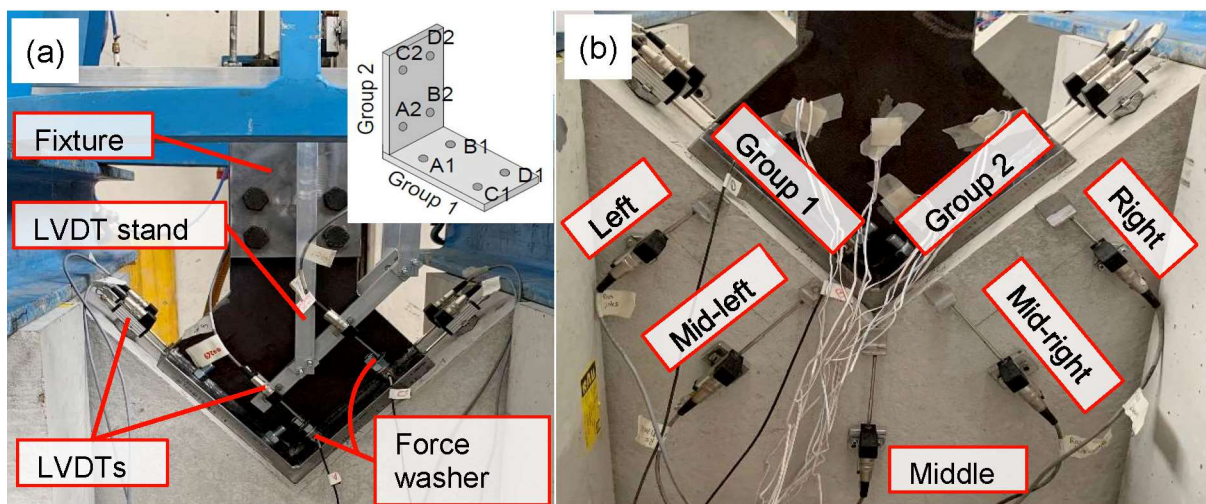 (a)
Fixture
LVDT stand
LVDTs
Force
washer
Group 2
C2
D2
A2
B2
B1
A1
D1
C1
Group 1
(b)
Group 1
Group 2
Left
Right
Mid-left
Mid-right
Middle